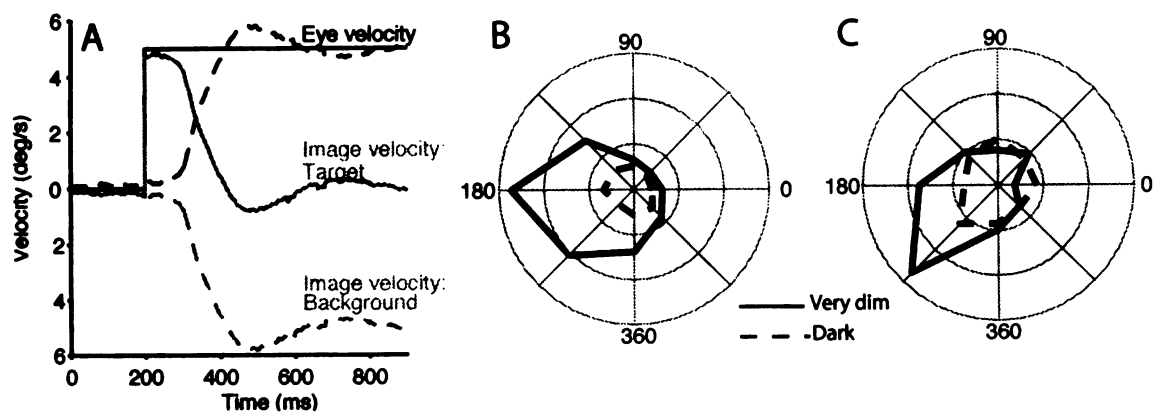 A
Velocity (deg/s)
6
4
2
0
2
4
6
0
200
400
600
800
Time (ms)
Eye velocity
Image velocity:
Target
Image velocity:
Background
B
90
180
0
360
C
90
180
0
360
Very dim
Dark